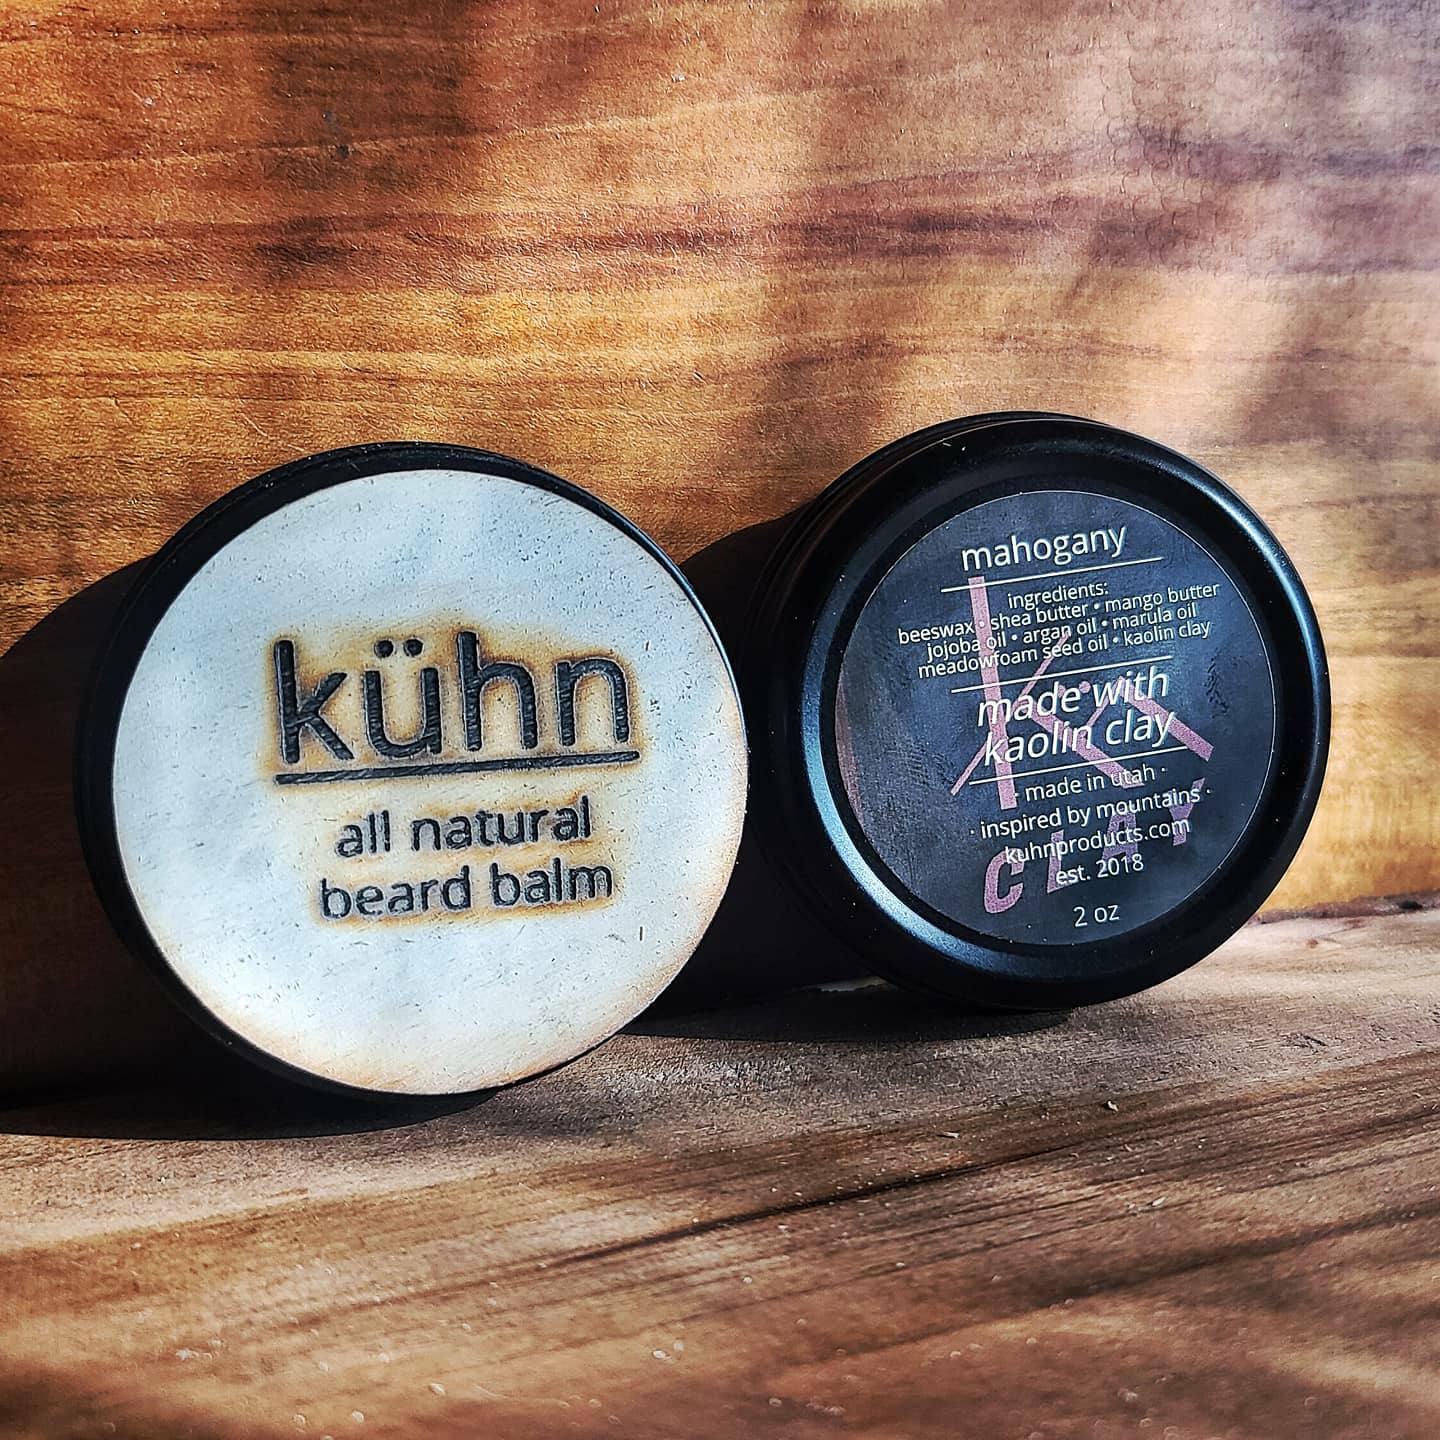 kühn
all natural
beard balm
mahogany
ingredients:
beeswax • shea butter • mango butter
jojoba oil • argan oil • marula oil
meadowfoam seed oil • kaolin clay
made with
kaolin clay
· made in utah ·
· inspired by mountains ·
kuhnproducts.com
est. 2018
CLAY
2 oz